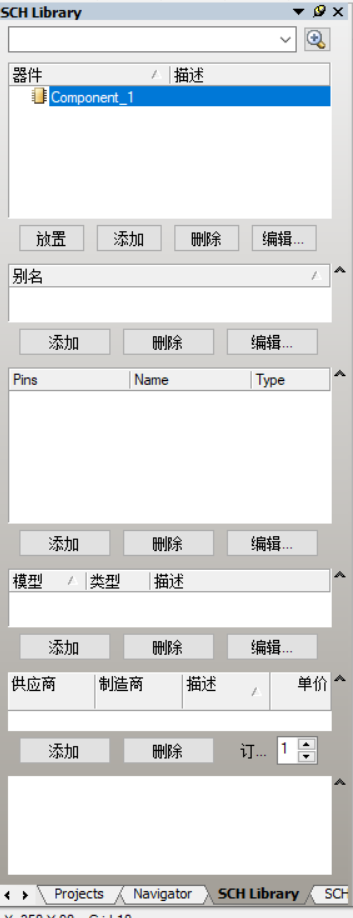 SCH Library
器件 描述
Component_1
放置 添加 删除 编辑...
别名
添加 删除 编辑...
Pins Name Type
添加 删除 编辑...
模型 类型 描述
添加 删除 编辑...
供应商 制造商 描述 单价
添加 删除 订... 1
Projects Navigator SCH Library SCH